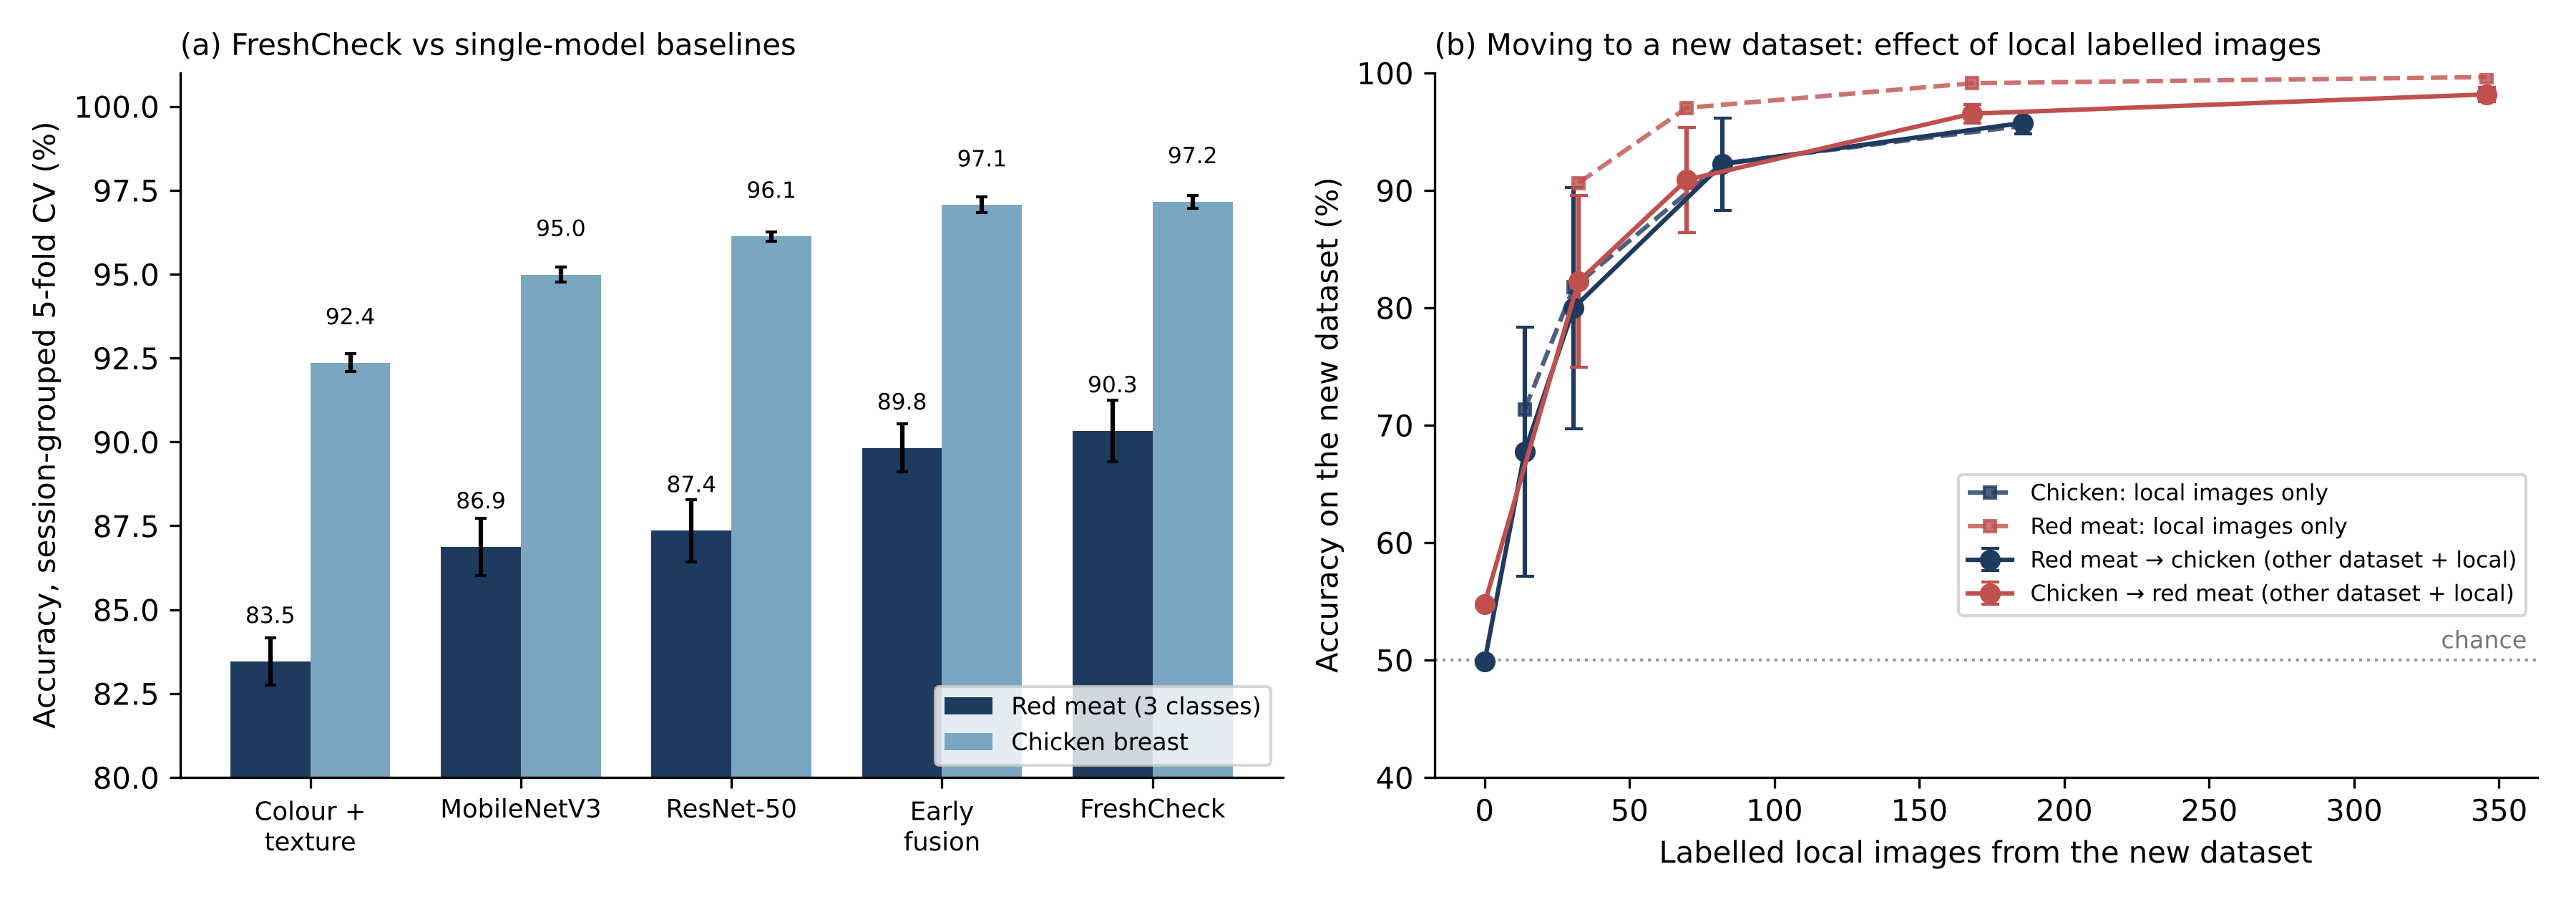 (a) FreshCheck vs single-model baselines
Accuracy, session-grouped 5-fold CV (%)
100.0
97.5
95.0
92.5
90.0
87.5
85.0
82.5
80.0
83.5
92.4
86.9
95.0
87.4
96.1
89.8
97.1
90.3
97.2
Red meat (3 classes)
Chicken breast
Colour +
texture
MobileNetV3
ResNet-50
Early
fusion
FreshCheck
(b) Moving to a new dataset: effect of local labelled images
Accuracy on the new dataset (%)
100
90
80
70
60
50
40
Chicken: local images only
Red meat: local images only
Red meat → chicken (other dataset + local)
Chicken → red meat (other dataset + local)
chance
0
50
100
150
200
250
300
350
Labelled local images from the new dataset